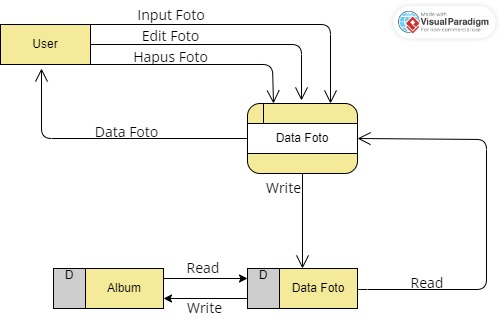 Input Foto
Made with
Visual Paradigm
For non-commercial use
User
Edit Foto
Hapus Foto
Data Foto
Data Foto
Write
D
Album
Read
Write
D
Data Foto
Read